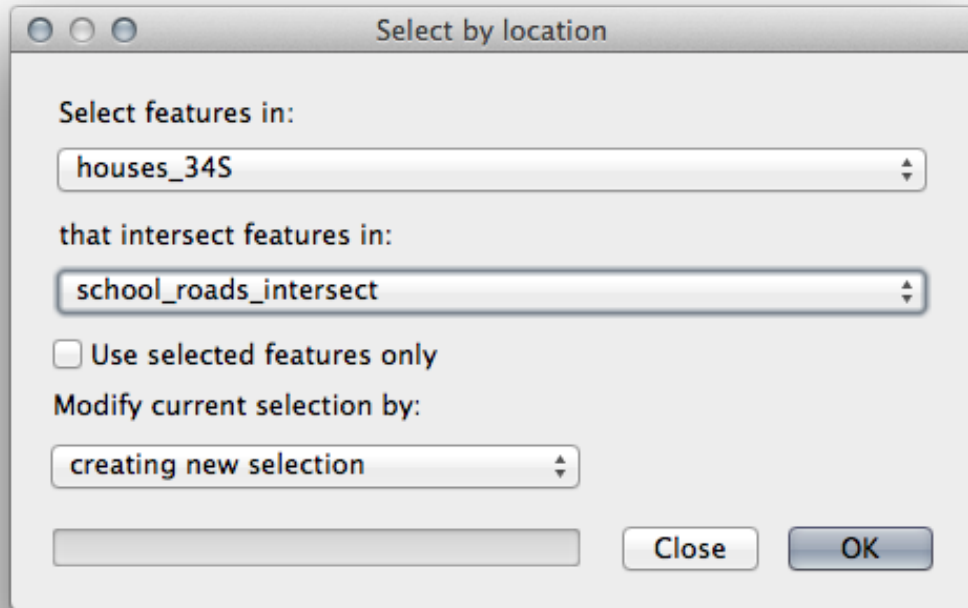 Select by location
Select features in:
houses_34S
that intersect features in:
school_roads_intersect
Use selected features only
Modify current selection by:
creating new selection
Close OK